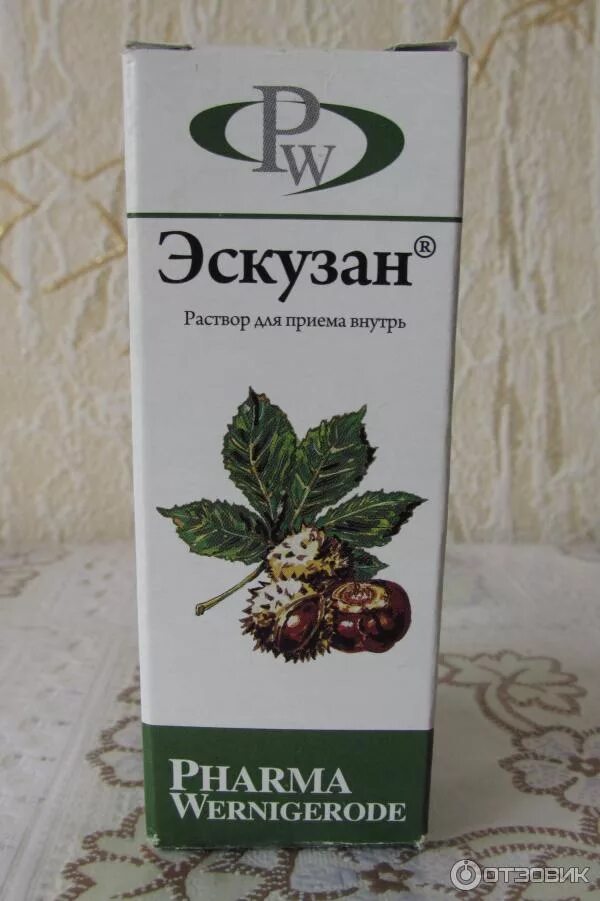 PW
Эскузан®
Раствор для приема внутрь
PHARMA
WERNIGERODE
ОТЗОВИК